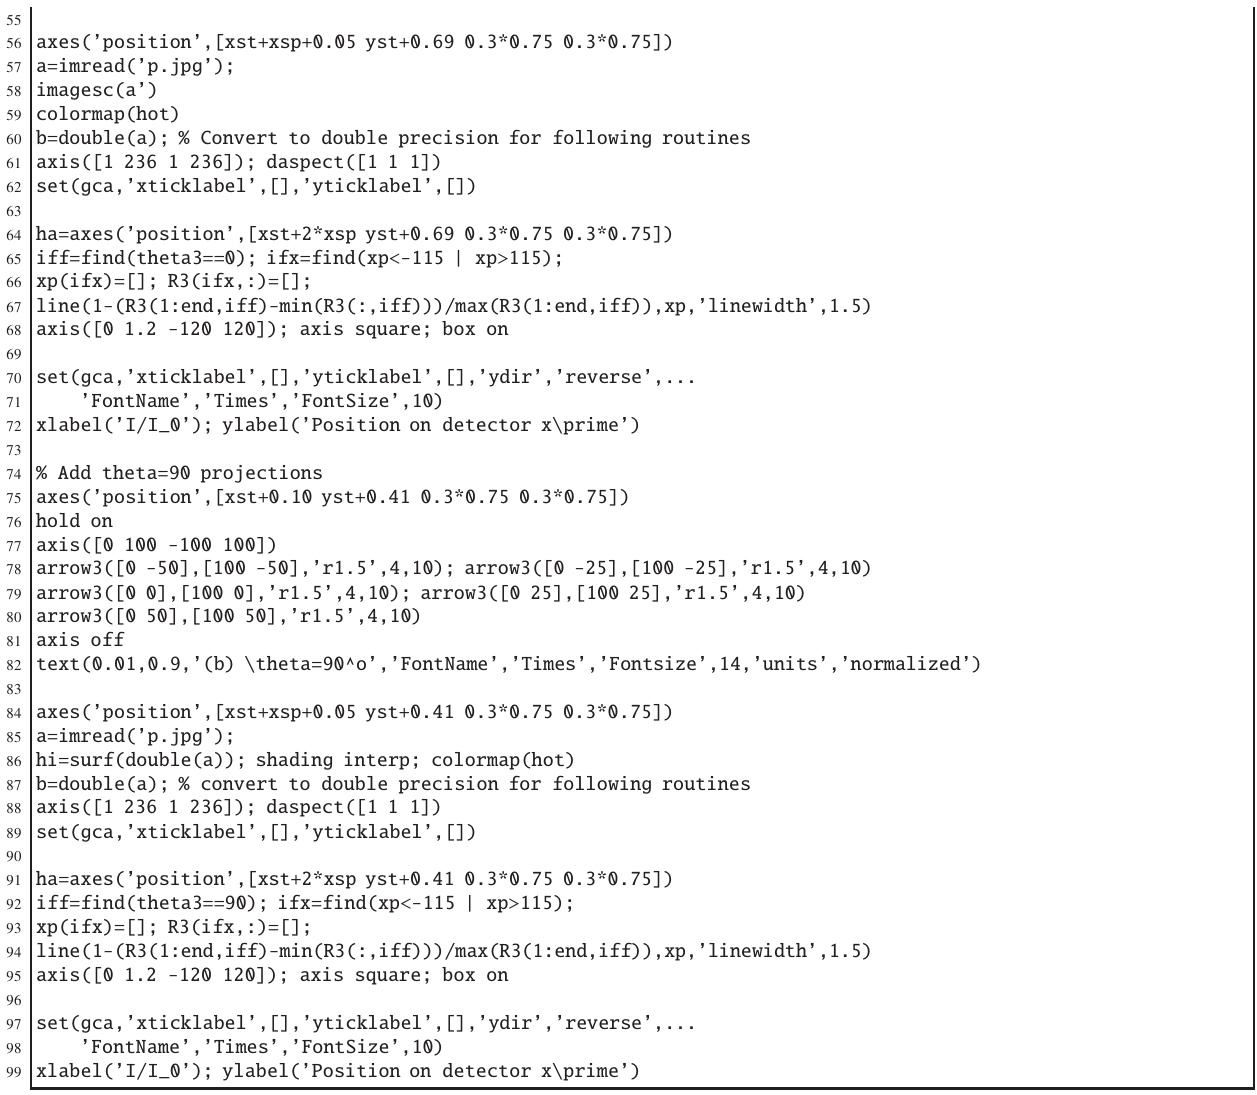 55
56 axes('position',[xst+xsp+0.05 yst+0.69 0.3*0.75 0.3*0.75])
57 a=imread('p.jpg');
58 imagesc(a')
59 colormap(hot)
60 b=double(a); % Convert to double precision for following routines
61 axis([1 236 1 236]); daspect([1 1 1])
62 set(gca,'xticklabel',[],'yticklabel',[])
63
64 ha=axes('position',[xst+2*xsp yst+0.69 0.3*0.75 0.3*0.75])
65 iff=find(theta3==0); ifx=find(xp<-115 | xp>115);
66 xp(ifx)=[]; R3(ifx,:)=[];
67 line(1-(R3(1:end,iff)-min(R3(:,iff)))/max(R3(1:end,iff)),xp,'linewidth',1.5)
68 axis([0 1.2 -120 120]); axis square; box on
69
70 set(gca,'xticklabel',[],'yticklabel',[],'ydir','reverse',...
71     'FontName','Times','FontSize',10)
72 xlabel('I/I_0'); ylabel('Position on detector x\prime')
73
74 % Add theta=90 projections
75 axes('position',[xst+0.10 yst+0.41 0.3*0.75 0.3*0.75])
76 hold on
77 axis([0 100 -100 100])
78 arrow3([0 -50],[100 -50],'r1.5',4,10); arrow3([0 -25],[100 -25],'r1.5',4,10)
79 arrow3([0 0],[100 0],'r1.5',4,10); arrow3([0 25],[100 25],'r1.5',4,10)
80 arrow3([0 50],[100 50],'r1.5',4,10)
81 axis off
82 text(0.01,0.9,'(b) \theta=90^o','FontName','Times','Fontsize',14,'units','normalized')
83
84 axes('position',[xst+xsp+0.05 yst+0.41 0.3*0.75 0.3*0.75])
85 a=imread('p.jpg');
86 hi=surf(double(a)); shading interp; colormap(hot)
87 b=double(a); % convert to double precision for following routines
88 axis([1 236 1 236]); daspect([1 1 1])
89 set(gca,'xticklabel',[],'yticklabel',[])
90
91 ha=axes('position',[xst+2*xsp yst+0.41 0.3*0.75 0.3*0.75])
92 iff=find(theta3==90); ifx=find(xp<-115 | xp>115);
93 xp(ifx)=[]; R3(ifx,:)=[];
94 line(1-(R3(1:end,iff)-min(R3(:,iff)))/max(R3(1:end,iff)),xp,'linewidth',1.5)
95 axis([0 1.2 -120 120]); axis square; box on
96
97 set(gca,'xticklabel',[],'yticklabel',[],'ydir','reverse',...
98     'FontName','Times','FontSize',10)
99 xlabel('I/I_0'); ylabel('Position on detector x\prime')